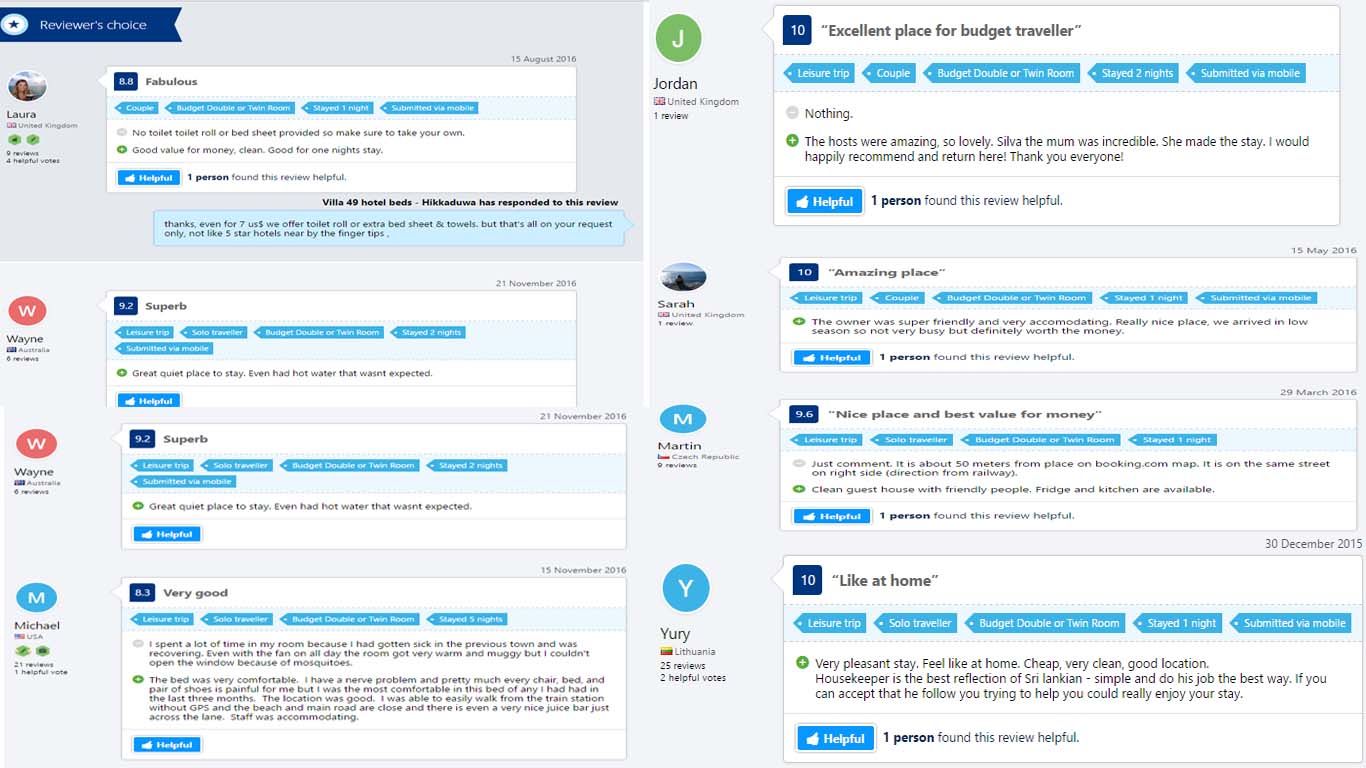 Reviewer's choice
15 August 2016
Laura
United Kingdom
9 reviews
4 helpful votes
8.8 Fabulous
Couple
Budget Double or Twin Room
Stayed 1 night
Submitted via mobile
No toilet toilet roll or bed sheet provided so make sure to take your own.
Good value for money, clean. Good for one nights stay.
Helpful 1 person found this review helpful.
Villa 49 hotel beds - Hikkaduwa has responded to this review
thanks, even for 7 us$ we offer toilet roll or extra bed sheet & towels. but that's all on your request
only, not like 5 star hotels near by the finger tips ,
21 November 2016
W
Wayne
Australia
6 reviews
9.2 Superb
Leisure trip
Solo traveller
Budget Double or Twin Room
Stayed 2 nights
Submitted via mobile
Great quiet place to stay. Even had hot water that wasnt expected.
Helpful
21 November 2016
W
Wayne
Australia
6 reviews
9.2 Superb
Leisure trip
Solo traveller
Budget Double or Twin Room
Stayed 2 nights
Submitted via mobile
Great quiet place to stay. Even had hot water that wasnt expected.
Helpful
15 November 2016
M
Michael
USA
21 reviews
1 helpful vote
8.3 Very good
Leisure trip
Solo traveller
Budget Double or Twin Room
Stayed 5 nights
I spent a lot of time in my room because I had gotten sick in the previous town and was
recovering. Even with the fan on all day the room got very warm and muggy but I couldn't
open the window because of mosquitoes.
The bed was very comfortable. I have a nerve problem and pretty much every chair, bed, and
pair of shoes is painful for me but I was the most comfortable in this bed of any I had had in
the last three months. The location was good. I was able to easily walk from the train station
without GPS and the beach and main road are close and there is even a very nice juice bar just
across the lane. Staff was accommodating.
Helpful
J
Jordan
United Kingdom
1 review
10 “Excellent place for budget traveller”
Leisure trip
Couple
Budget Double or Twin Room
Stayed 2 nights
Submitted via mobile
Nothing.
The hosts were amazing, so lovely. Silva the mum was incredible. She made the stay. I would
happily recommend and return here! Thank you everyone!
Helpful 1 person found this review helpful.
15 May 2016
Sarah
United Kingdom
1 review
10 “Amazing place”
Leisure trip
Couple
Budget Double or Twin Room
Stayed 1 night
Submitted via mobile
The owner was super friendly and very accomodating. Really nice place, we arrived in low
season so not very busy but definitely worth the money.
Helpful 1 person found this review helpful.
29 March 2016
M
Martin
Czech Republic
9 reviews
9.6 “Nice place and best value for money”
Leisure trip
Solo traveller
Budget Double or Twin Room
Stayed 1 night
Just comment. It is about 50 meters from place on booking.com map. It is on the same street
on right side (direction from railway).
Clean guest house with friendly people. Fridge and kitchen are available.
Helpful 1 person found this review helpful.
30 December 2015
Y
Yury
Lithuania
25 reviews
2 helpful votes
10 “Like at home”
Leisure trip
Solo traveller
Budget Double or Twin Room
Stayed 1 night
Submitted via mobile
Very pleasant stay. Feel like at home. Cheap, very clean, good location.
Housekeeper is the best reflection of Sri lankian - simple and do his job the best way. If you
can accept that he follow you trying to help you could really enjoy your stay.
Helpful 1 person found this review helpful.